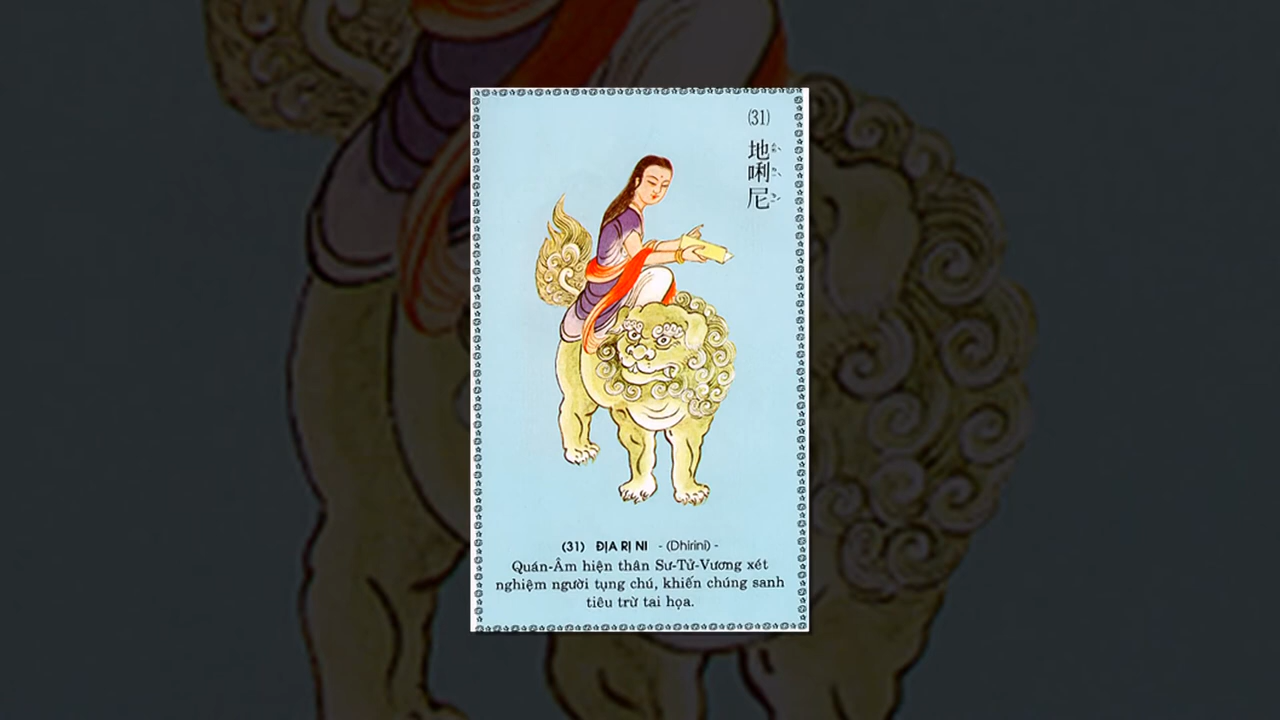 (31)
地唎尼
(31) ĐỊA RỊ NI - (Dhirini) -
Quán-Âm hiện thân Sư-Tử-Vương xét
nghiệm người tụng chú, khiến chúng sanh
tiêu trừ tai họa.